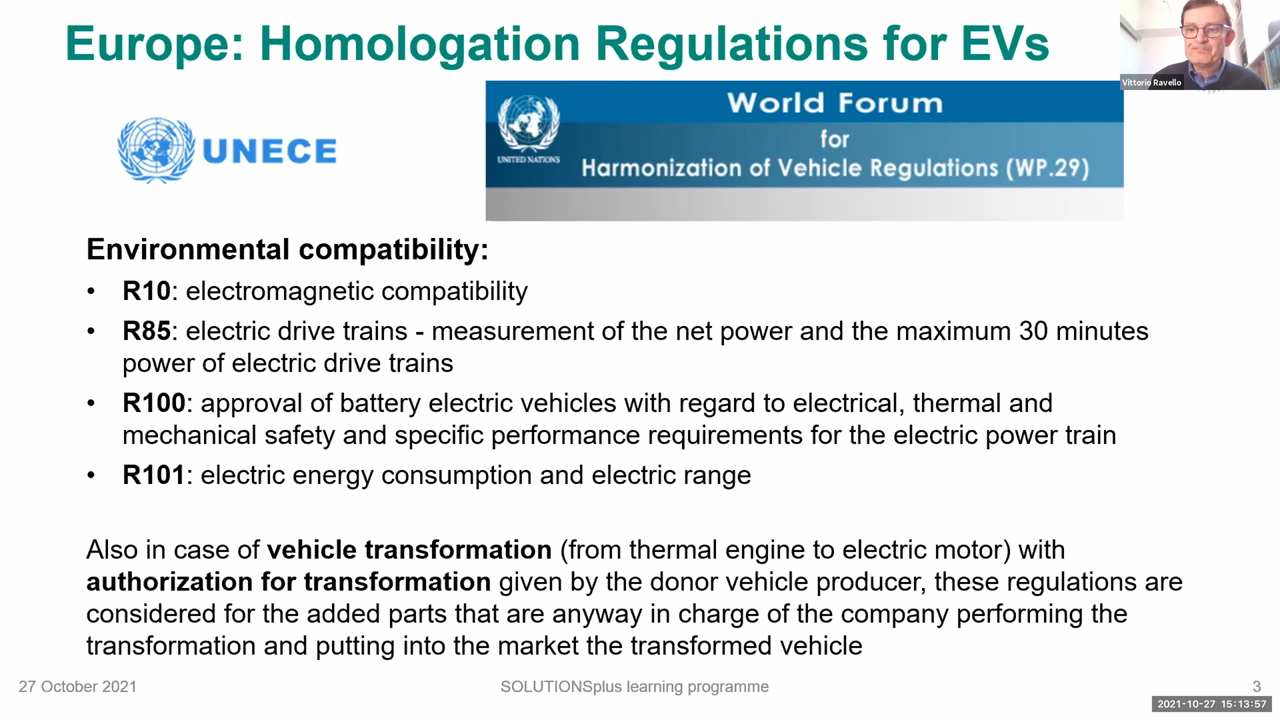 Europe: Homologation Regulations for EVs
Vittorio Ravello
UNECE
UNITED NATIONS
World Forum
for
Harmonization of Vehicle Regulations (WP.29)
Environmental compatibility:
• R10: electromagnetic compatibility
• R85: electric drive trains - measurement of the net power and the maximum 30 minutes
power of electric drive trains
• R100: approval of battery electric vehicles with regard to electrical, thermal and
mechanical safety and specific performance requirements for the electric power train
• R101: electric energy consumption and electric range
Also in case of vehicle transformation (from thermal engine to electric motor) with
authorization for transformation given by the donor vehicle producer, these regulations are
considered for the added parts that are anyway in charge of the company performing the
transformation and putting into the market the transformed vehicle
27 October 2021
SOLUTIONSplus learning programme
3
2021-10-27 15:13:57